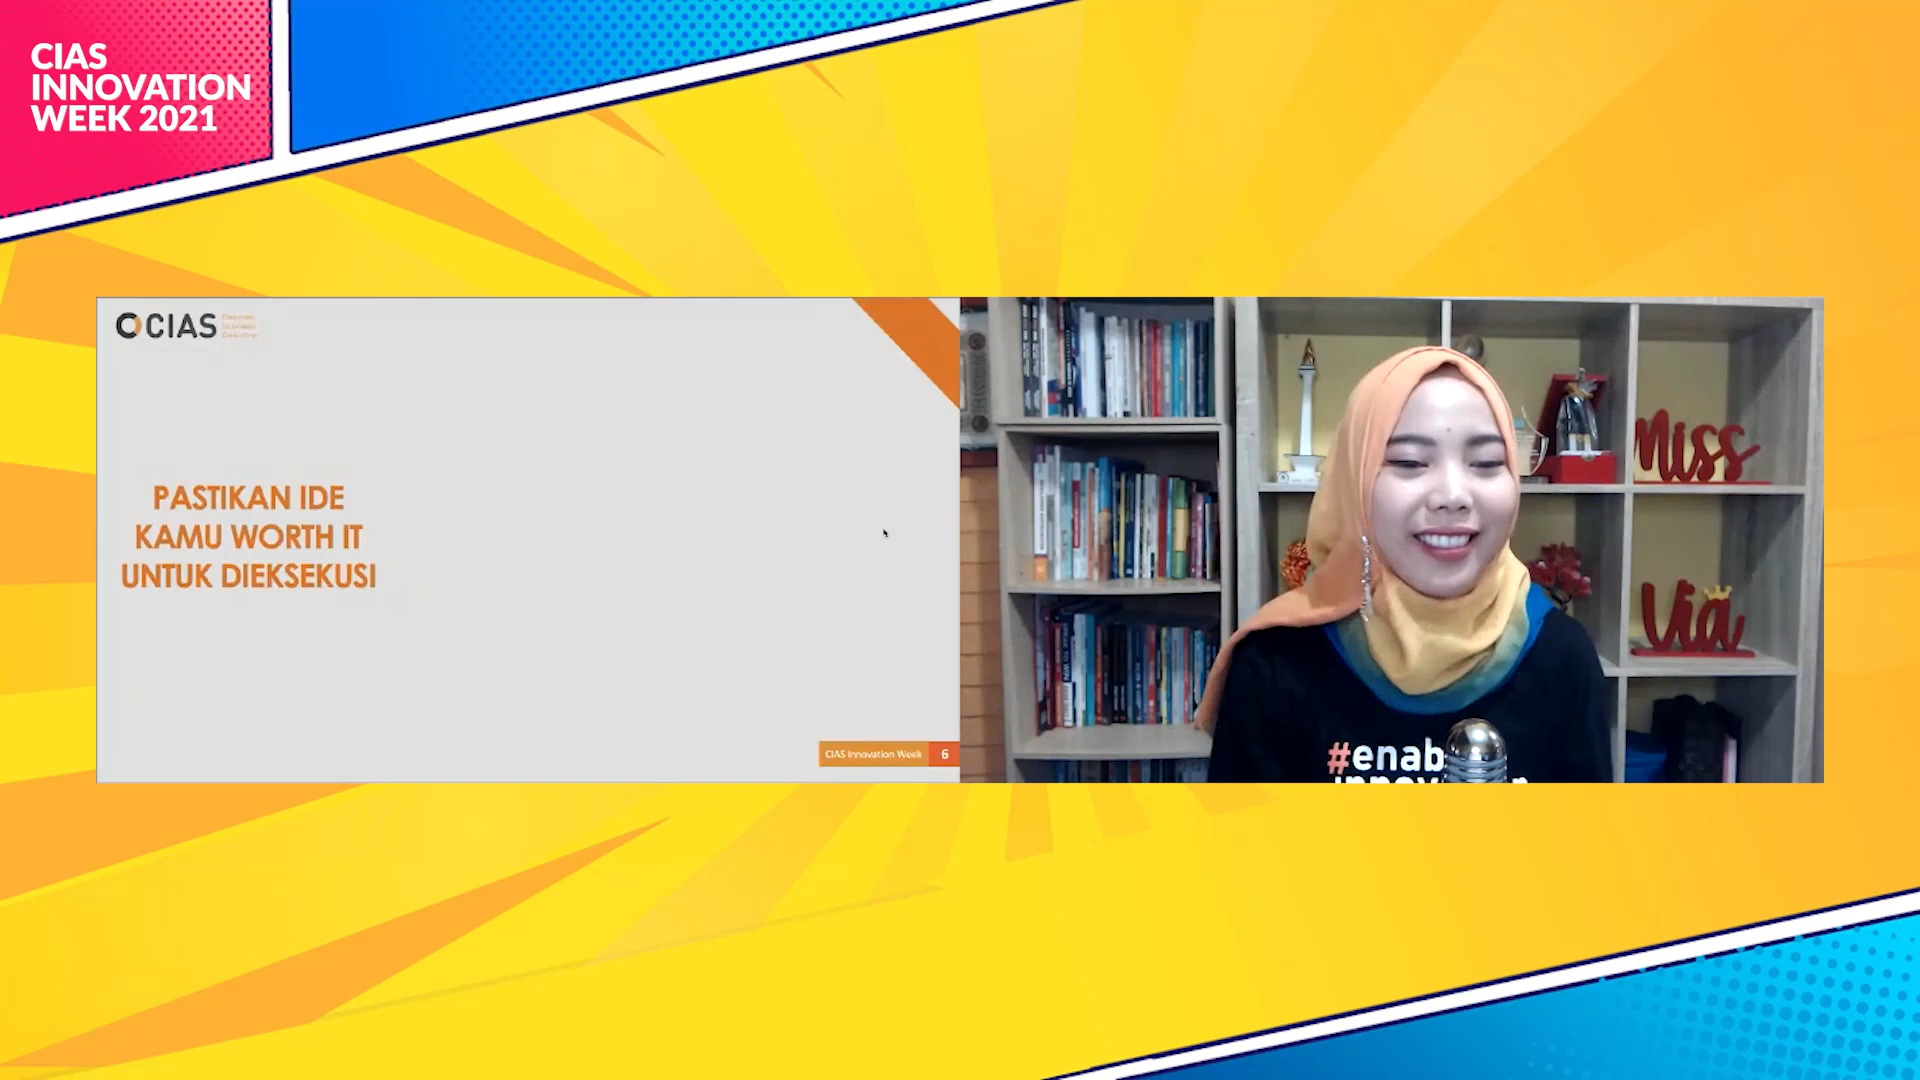 CIAS
INNOVATION
WEEK 2021
CIAS
PASTIKAN IDE
KAMU WORTH IT
UNTUK DIEKSEKUSI
CIAS Innovation Week 6
Miss
Via
#enab